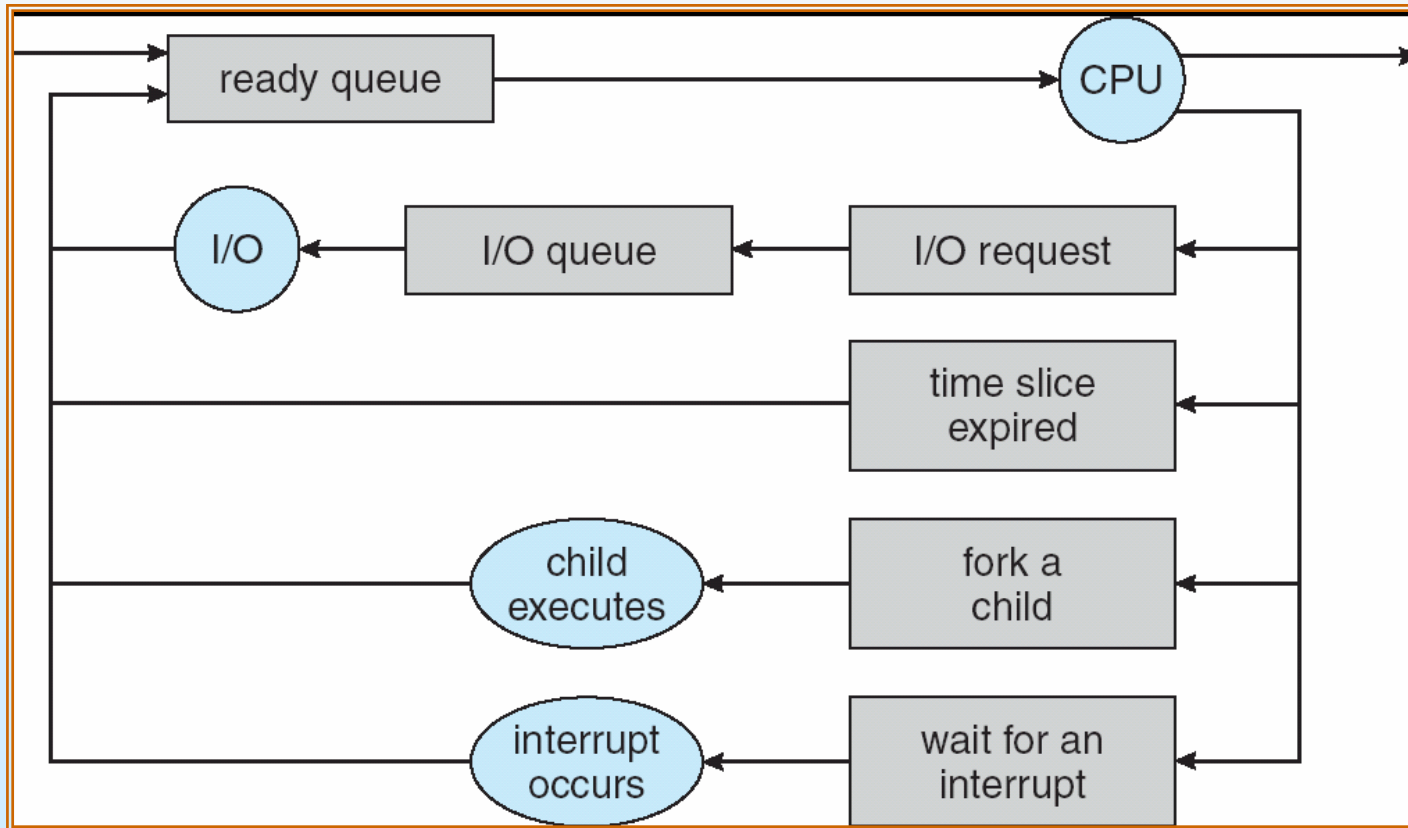 ready queue
CPU
I/O
I/O queue
I/O request
time slice
expired
child
executes
fork a
child
interrupt
occurs
wait for an
interrupt